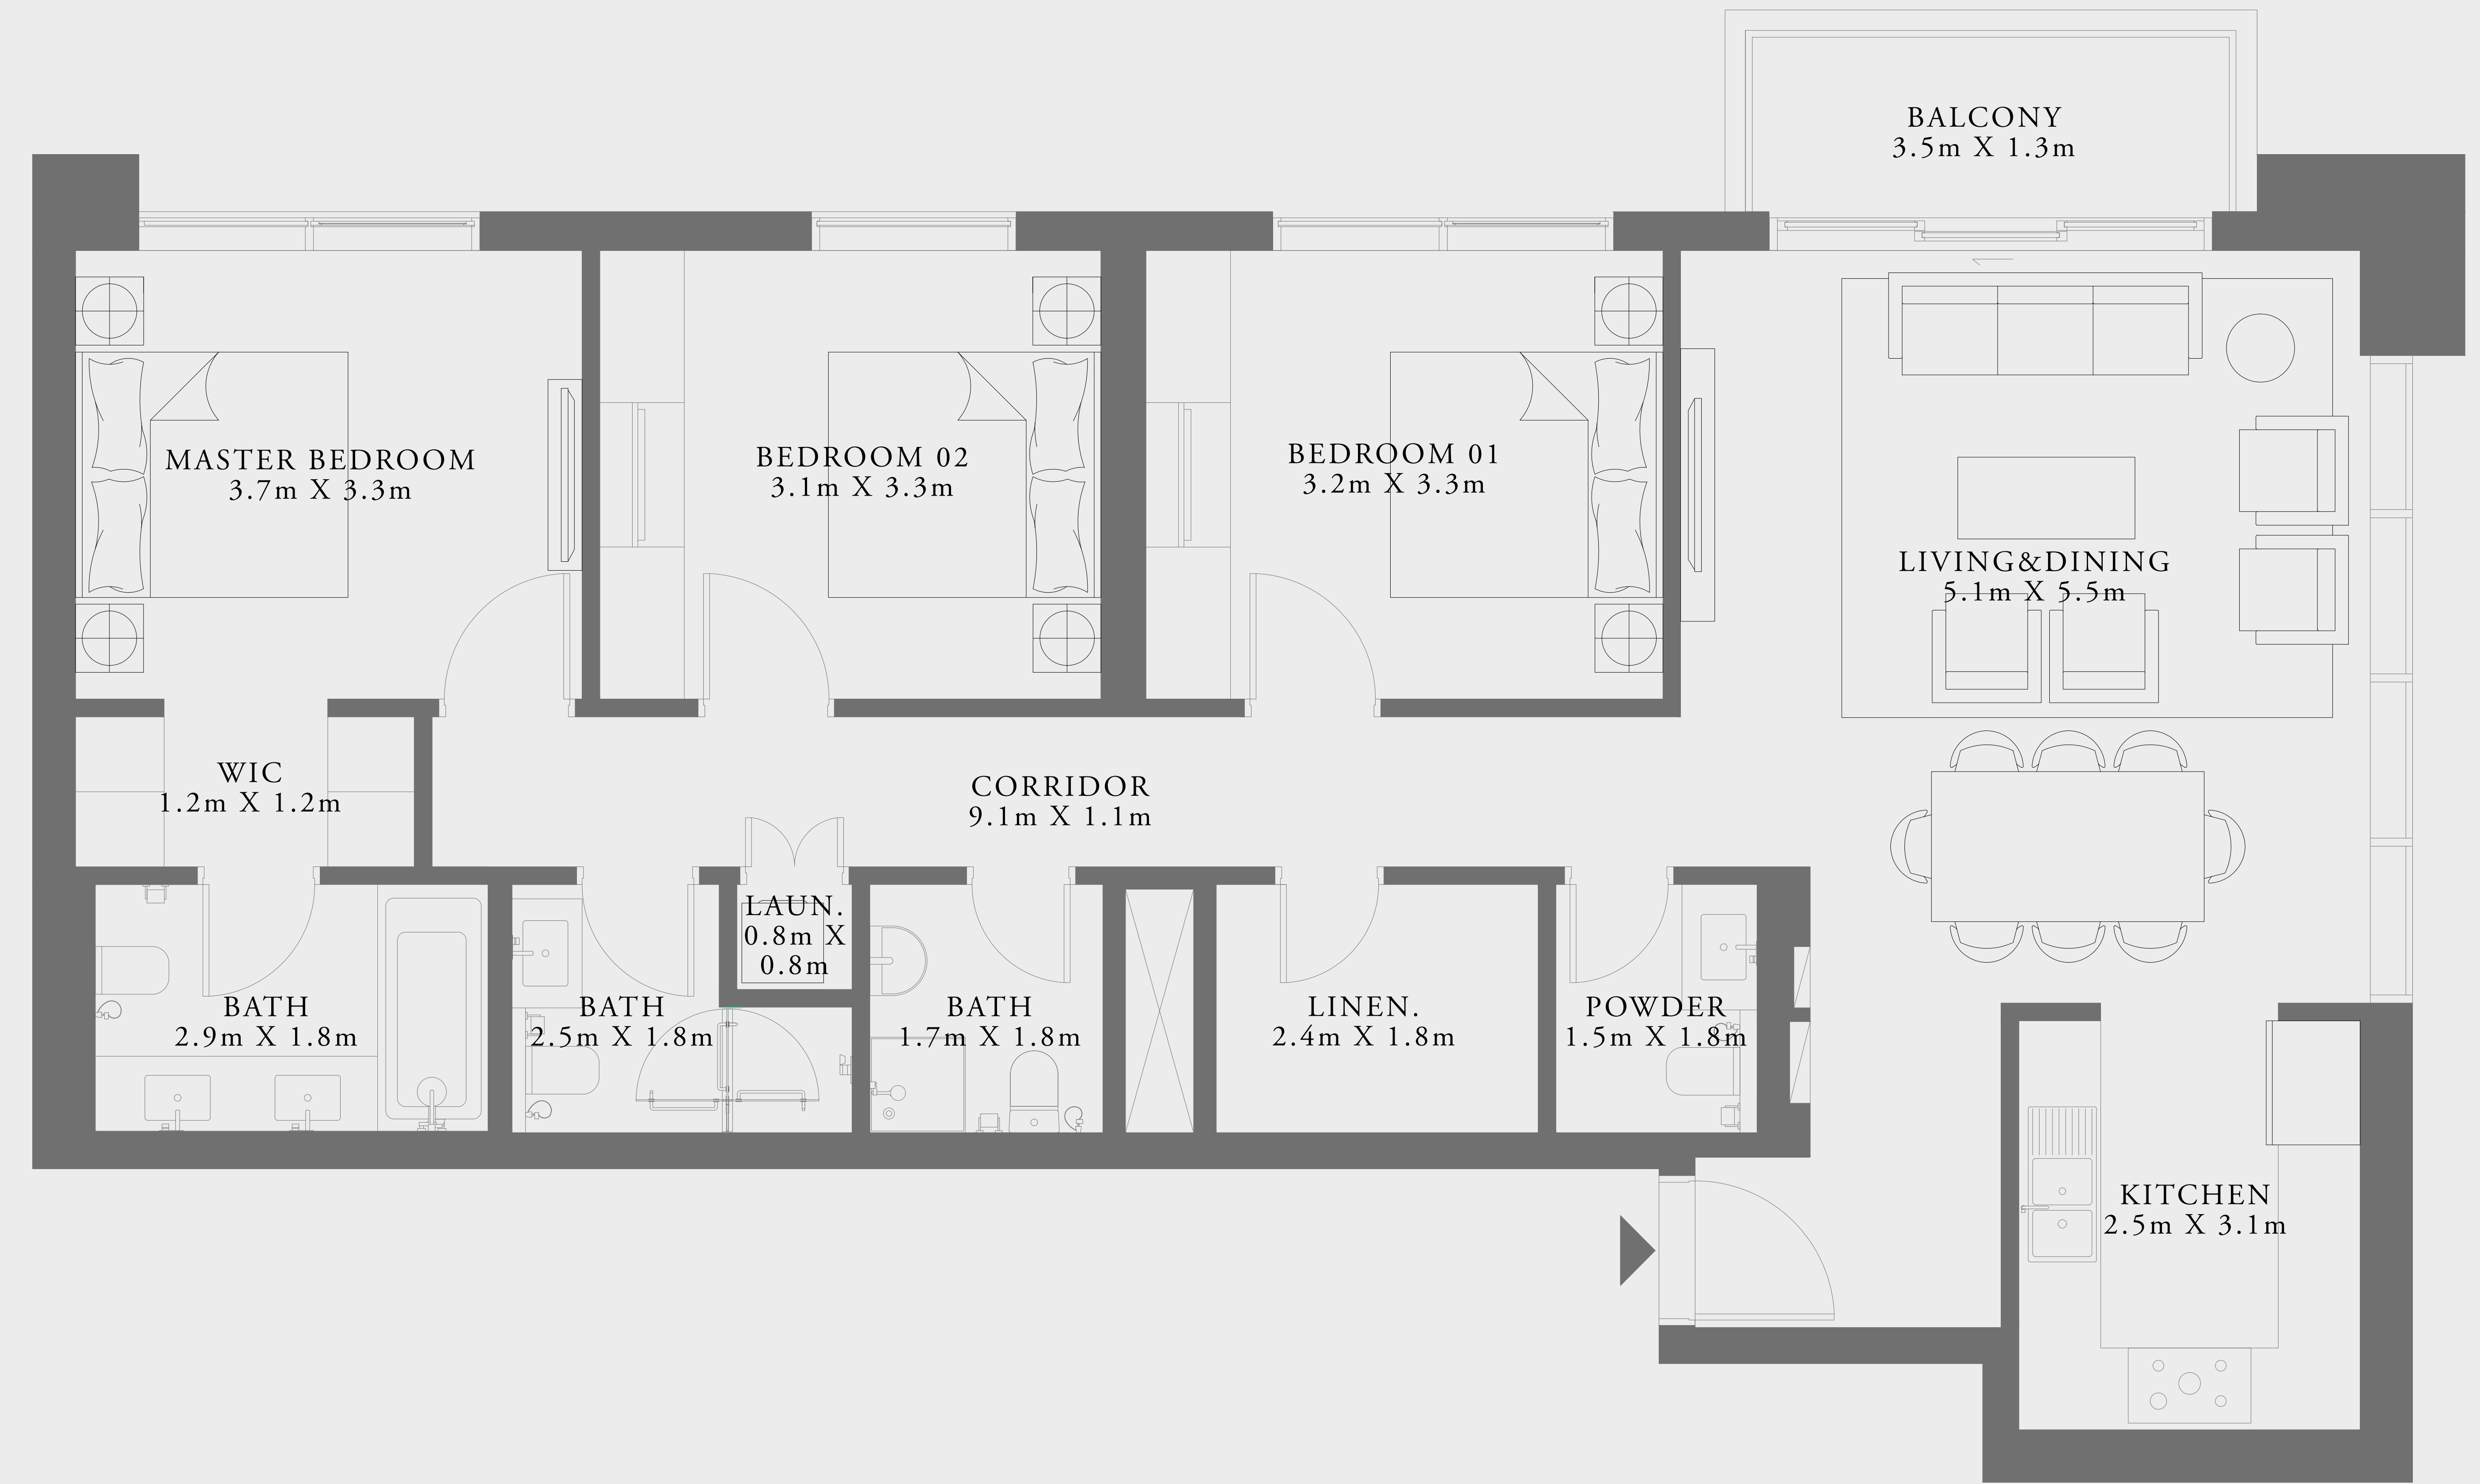 BALCONY
3.5m X 1.3m
MASTER BEDROOM
3.7m X 3.3m
BEDROOM 02
3.1m X 3.3m
BEDROOM 01
3.2m X 3.3m
LIVING&DINING
5.1m X 5.5m
WIC
1.2m X 1.2m
CORRIDOR
9.1m X 1.1m
LAUN.
0.8m X
0.8m
BATH
2.9m X 1.8m
BATH
2.5m X 1.8m
BATH
1.7m X 1.8m
LINEN.
2.4m X 1.8m
POWDER
1.5m X 1.8m
KITCHEN
2.5m X 3.1m